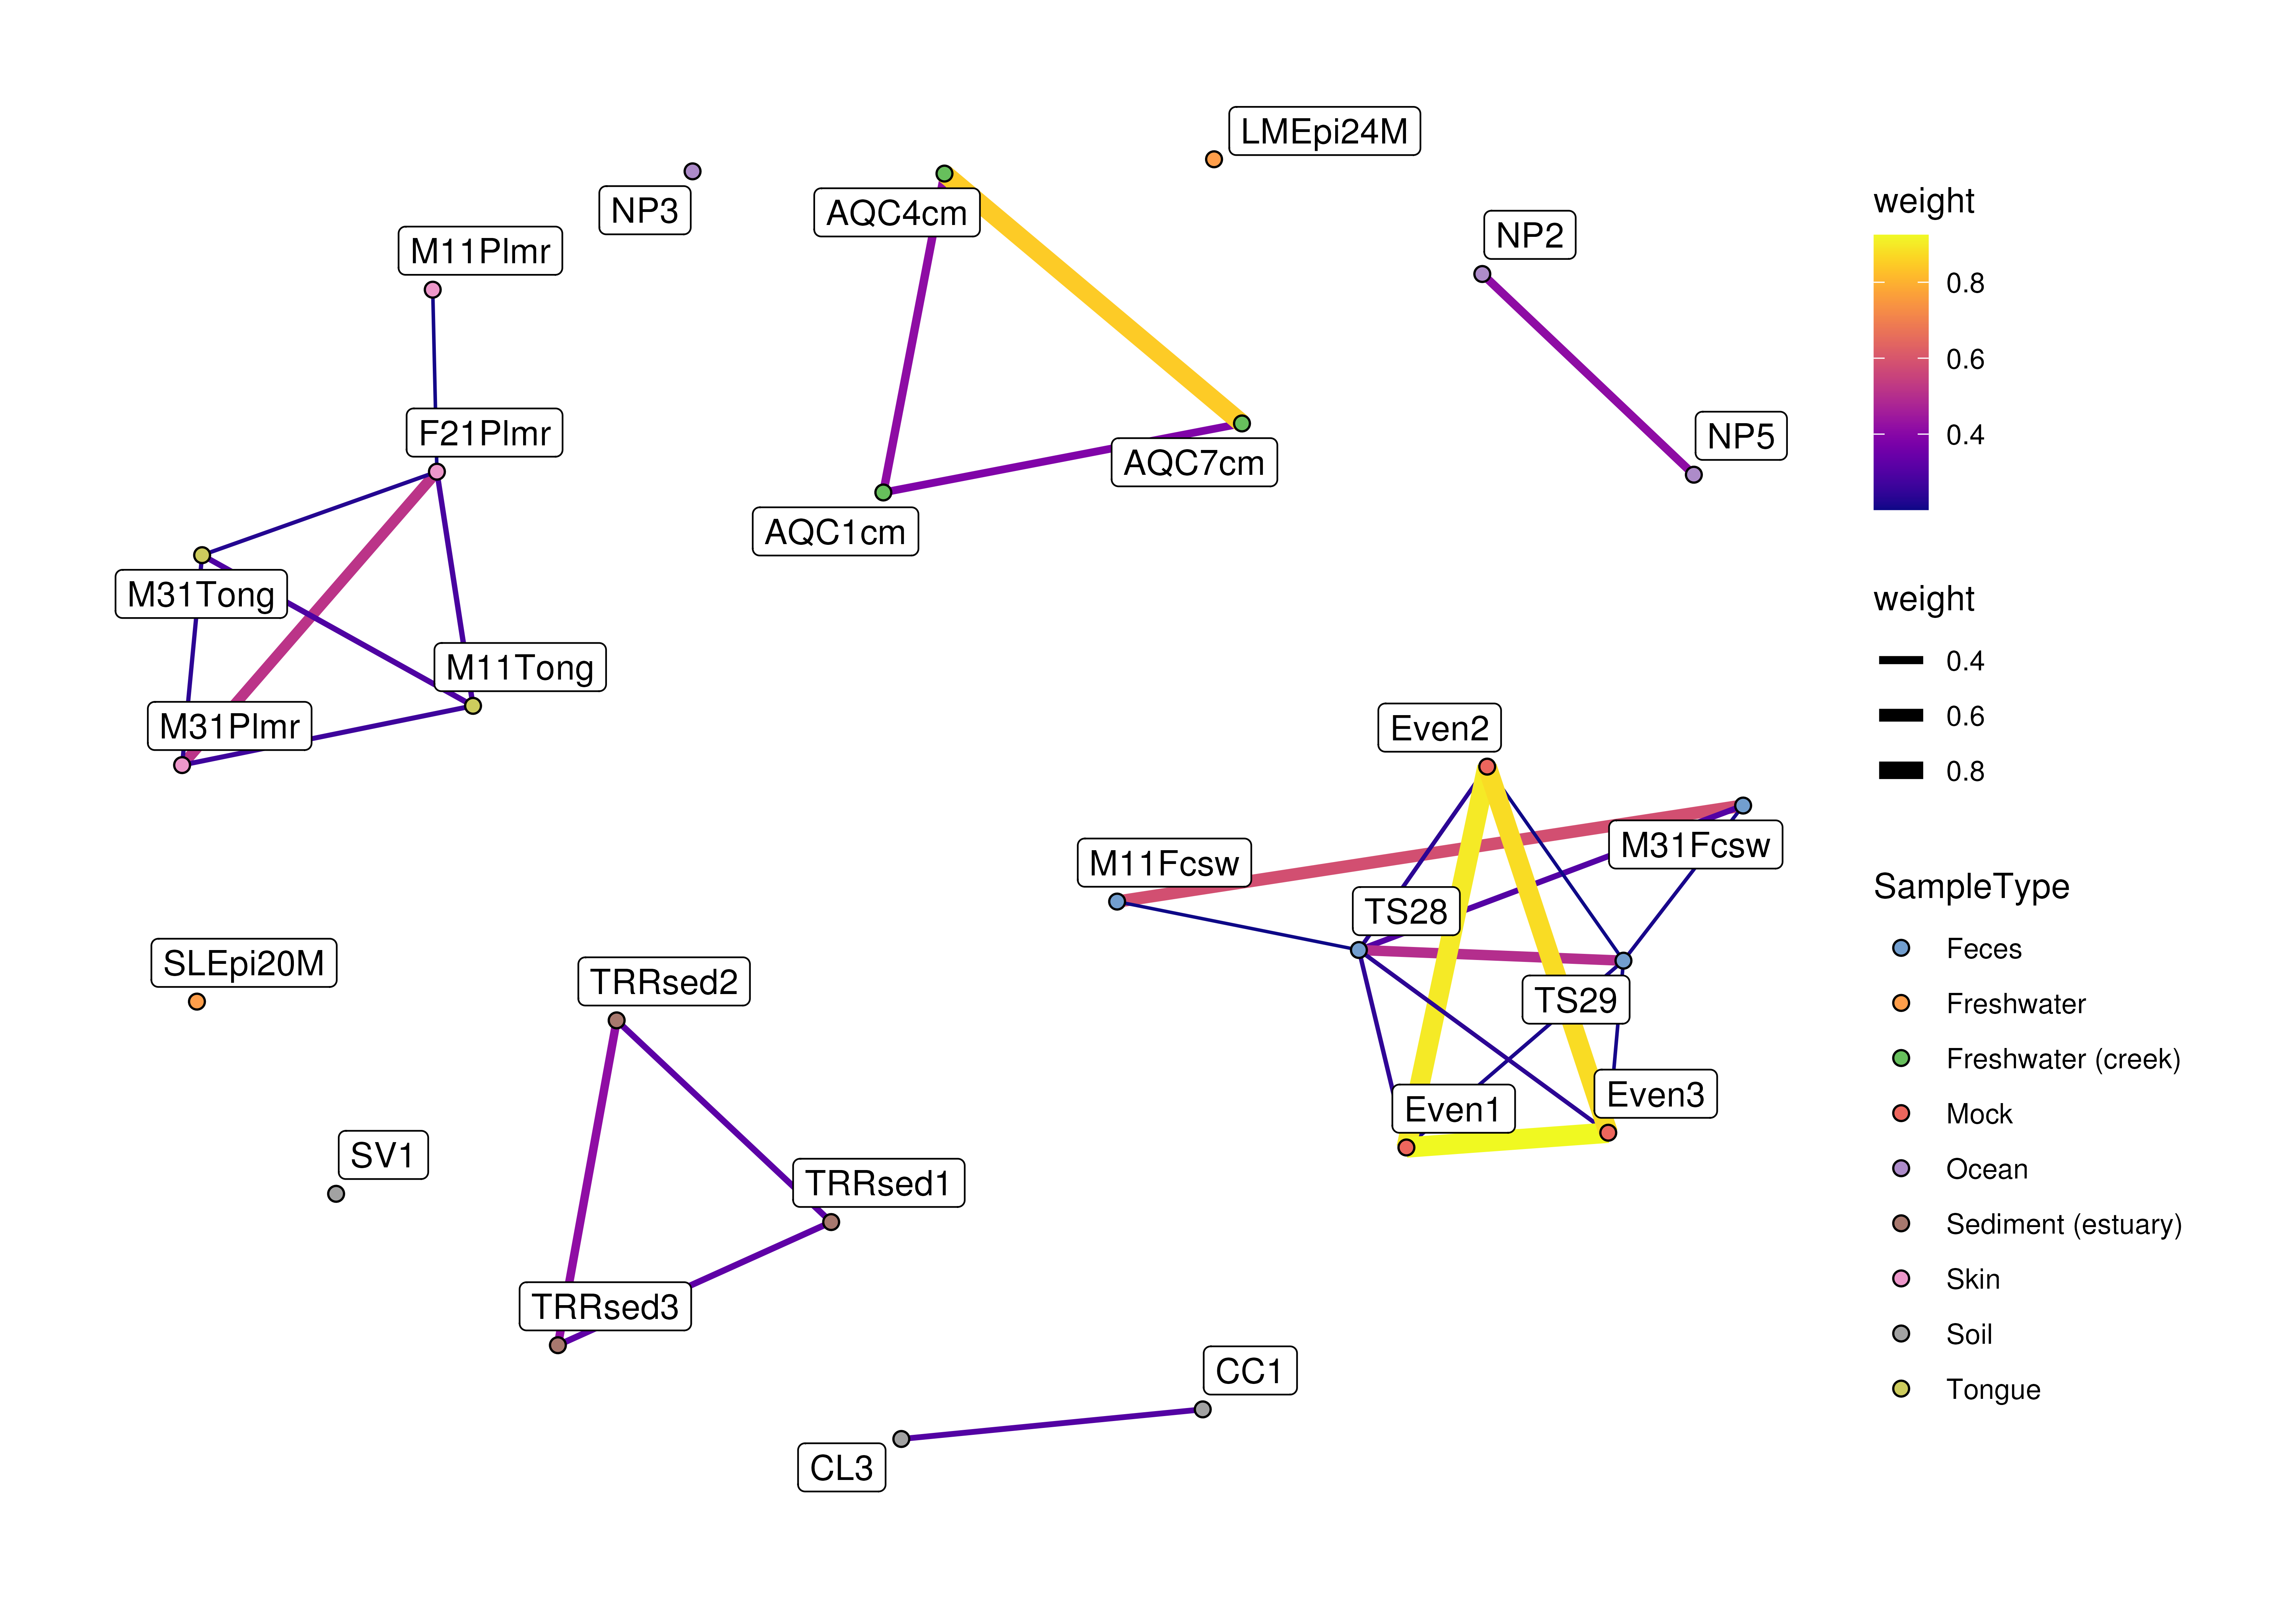 LMEpi24M
NP3
AQC4cm
M11Plmr
NP2
F21Plmr
NP5
AQC7cm
AQC1cm
M31Tong
M11Tong
M31Plmr
Even2
M31Fcsw
M11Fcsw
TS28
SLEpi20M
TRRsed2
TS29
Even3
Even1
SV1
TRRsed1
TRRsed3
CC1
CL3
weight
0.8
0.6
0.4
weight
0.4
0.6
0.8
SampleType
Feces
Freshwater
Freshwater (creek)
Mock
Ocean
Sediment (estuary)
Skin
Soil
Tongue